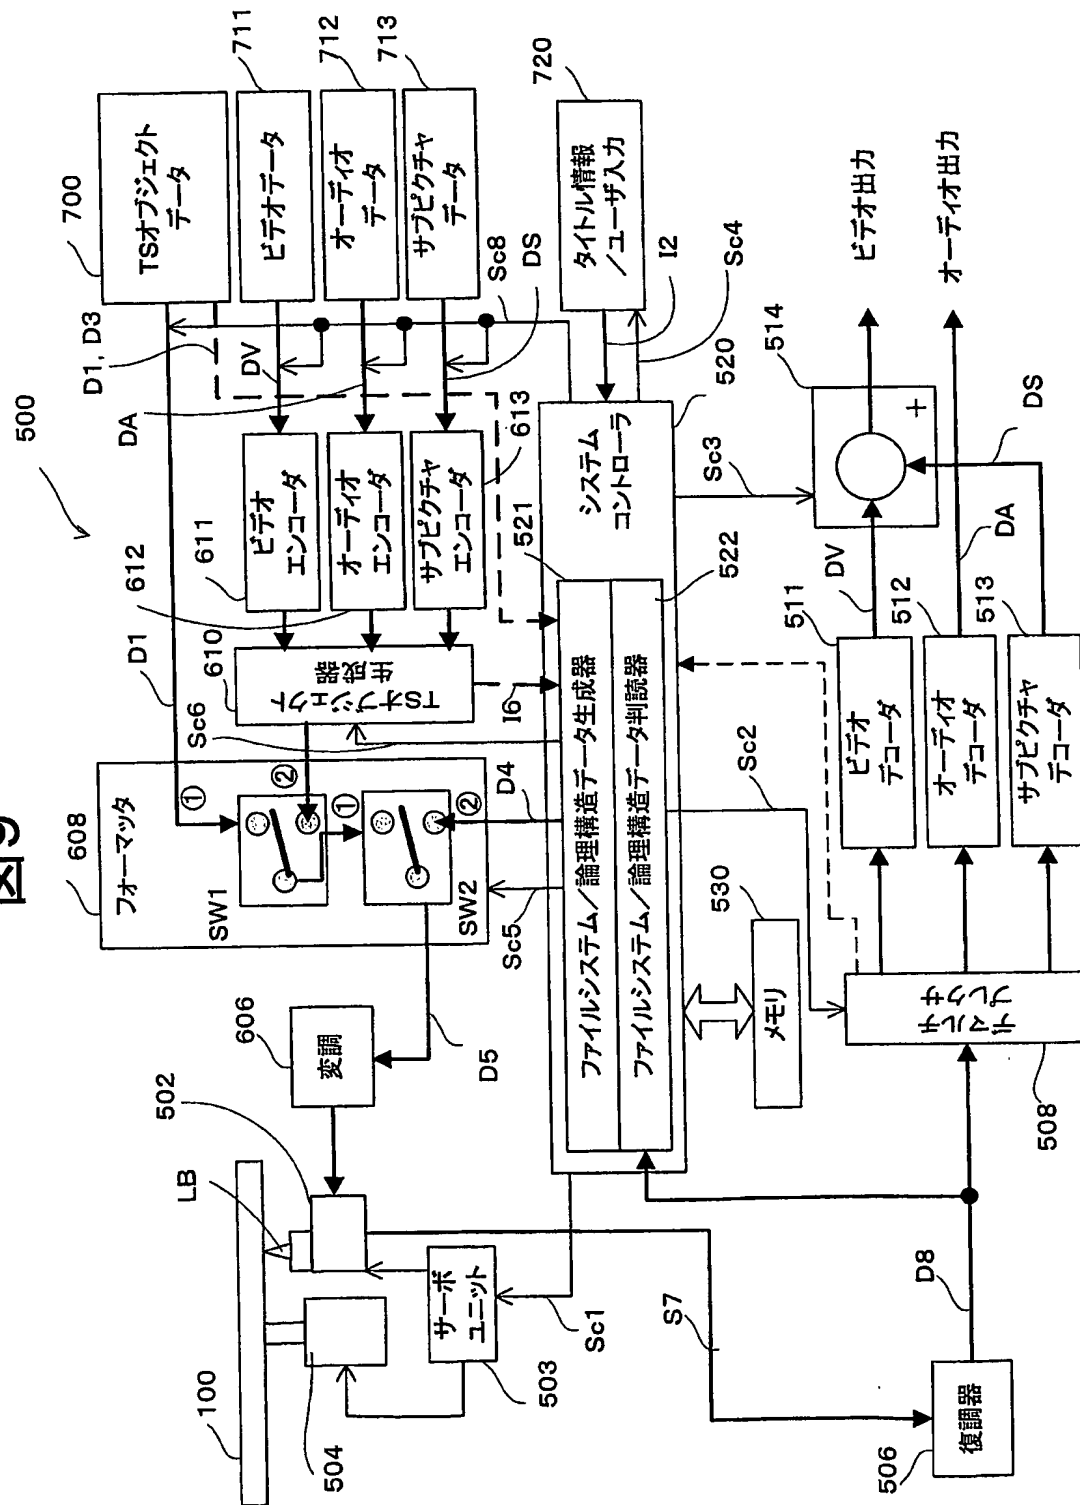 図9
500
100
504
LB
502
503
サーボ
ユニット
Sc1
606
変調
D5
608
フォーマッタ
SW1
SW2
①
②
①
②
Sc5
D4
Sc6
D1
610
TSオブジェクト
生成器
I6
611
612
613
ビデオ
エンコーダ
オーディオ
エンコーダ
サブピクチャ
エンコーダ
DV
DA
DS
D1, D3
700
TSオブジェクト
データ
711
ビデオデータ
712
オーディオ
データ
713
サブピクチャ
データ
Sc8
720
タイトル情報
/ユーザ入力
I2
Sc4
520
システム
コントローラ
521
ファイルシステム/論理構造データ生成器
522
ファイルシステム/論理構造データ判読器
530
メモリ
Sc2
Sc3
S7
506
復調器
D8
508
デマルチ
プレクサ
511
ビデオ
デコーダ
512
オーディオ
デコーダ
513
サブピクチャ
デコーダ
DV
DA
DS
514
+
ビデオ出力
オーディオ出力